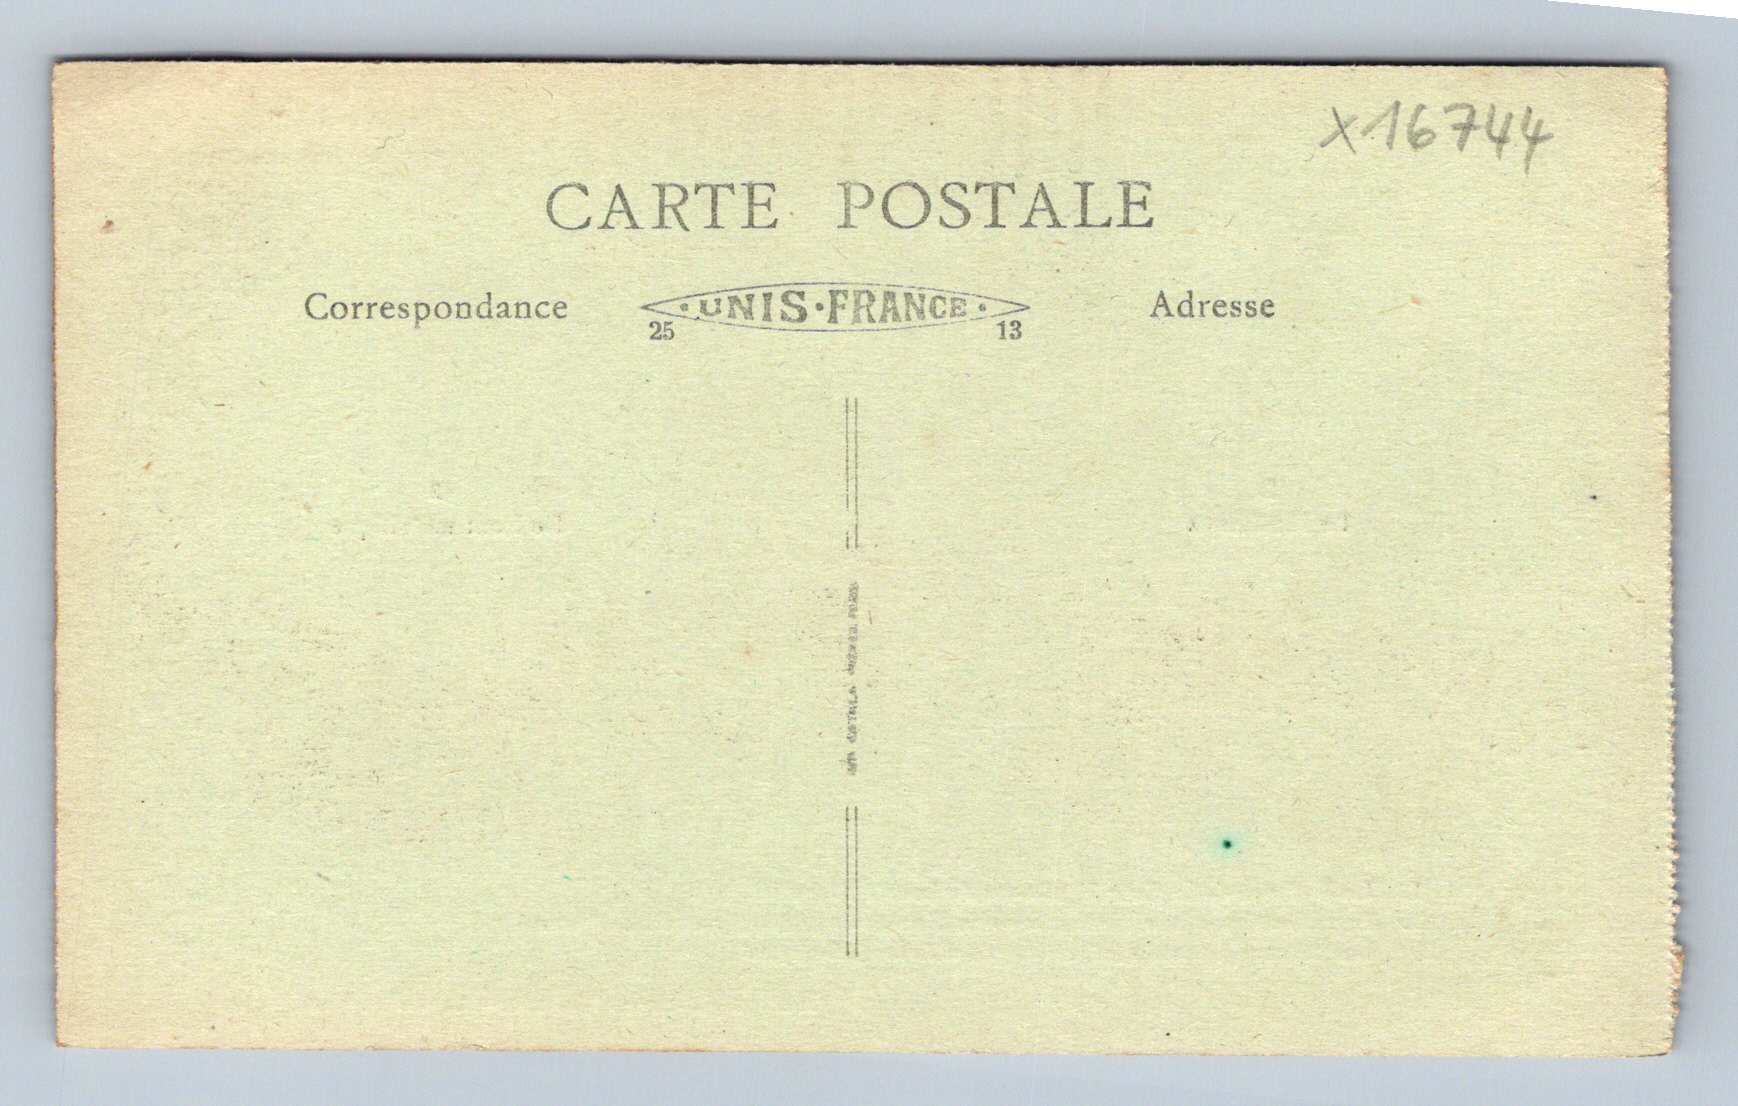 x16744
CARTE POSTALE
Correspondance
·UNIS·FRANCE·
25 13
Adresse